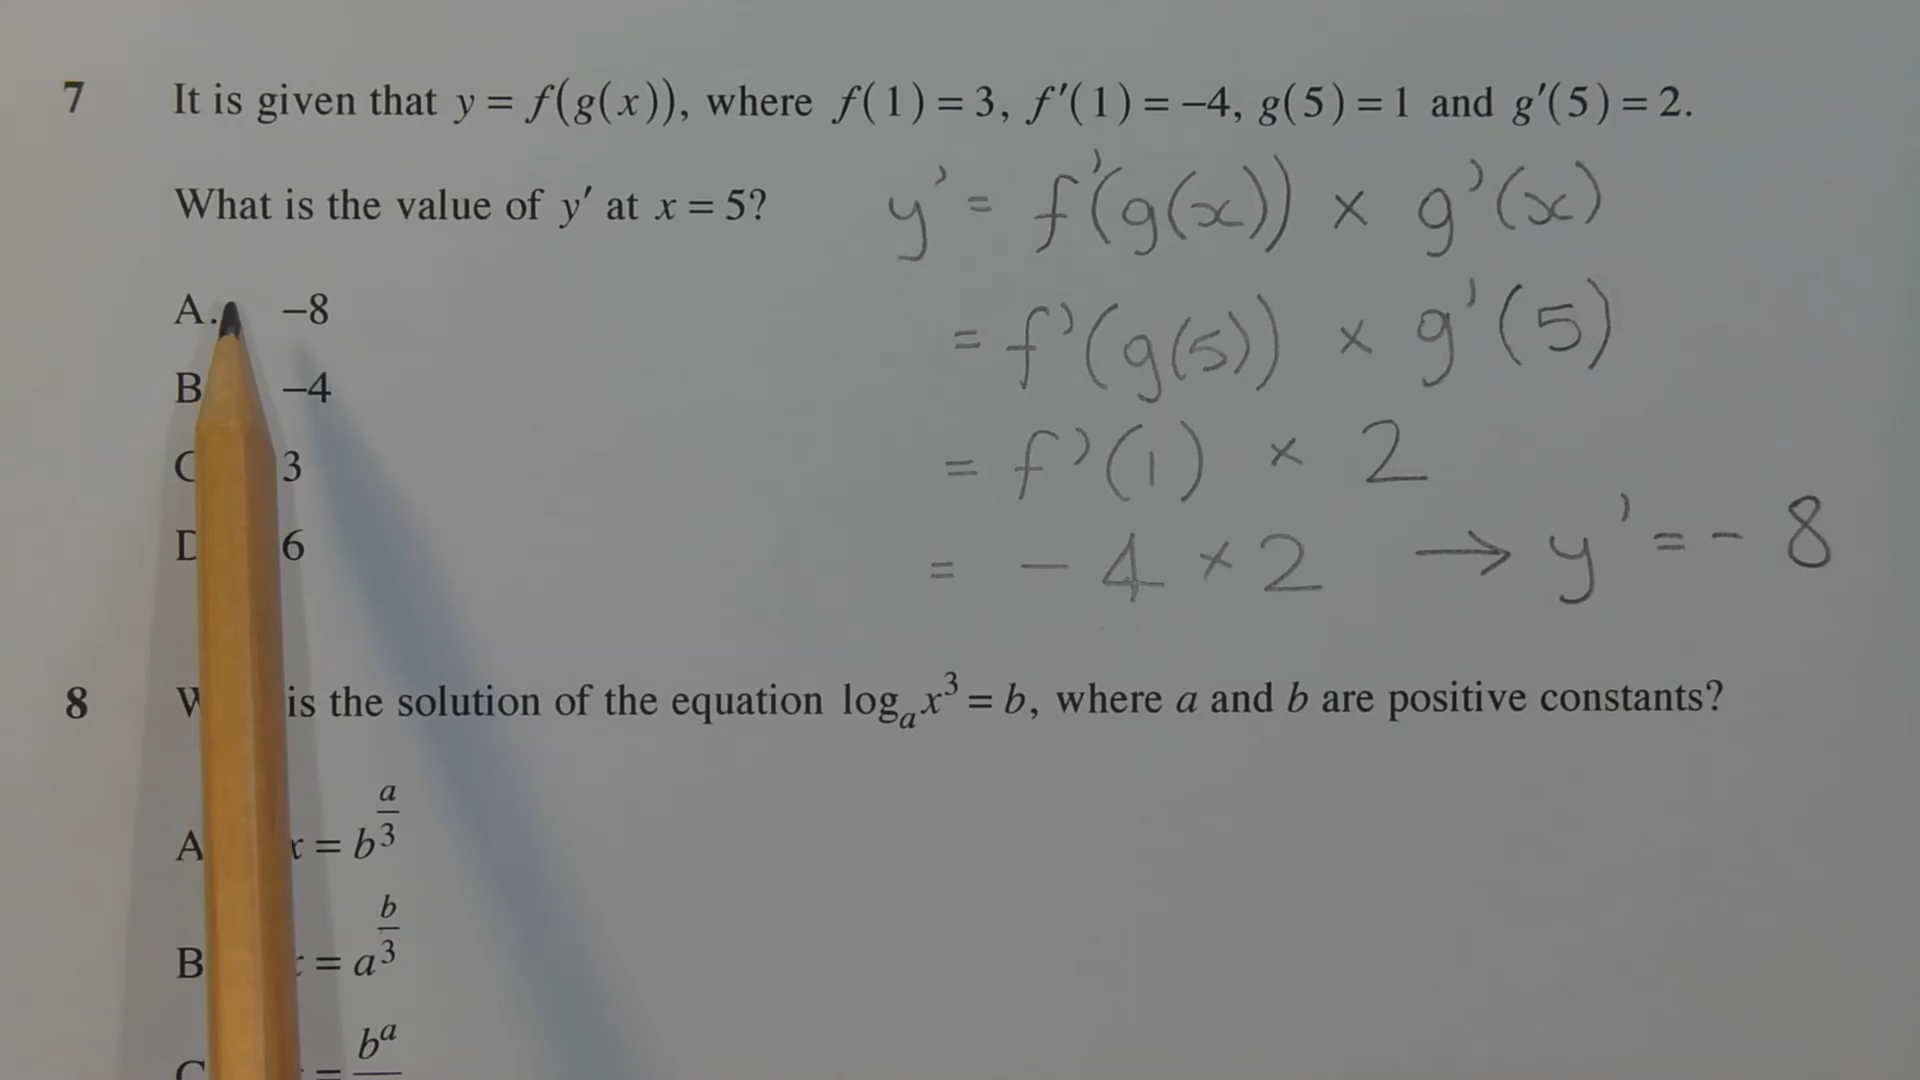 7 It is given that y = f(g(x)), where f(1) = 3, f′(1) = −4, g(5) = 1 and g′(5) = 2.
What is the value of y′ at x = 5?
y' = f'(g(x)) × g'(x)
A. −8
= f'(g(5)) × g'(5)
B −4
C 3
= f'(1) × 2
D 6
= - 4 × 2 → y' = - 8
8 is the solution of the equation logₐ x³ = b, where a and b are positive constants?
A x = b^(a/3)
B = a^(b/3)
C = b^a